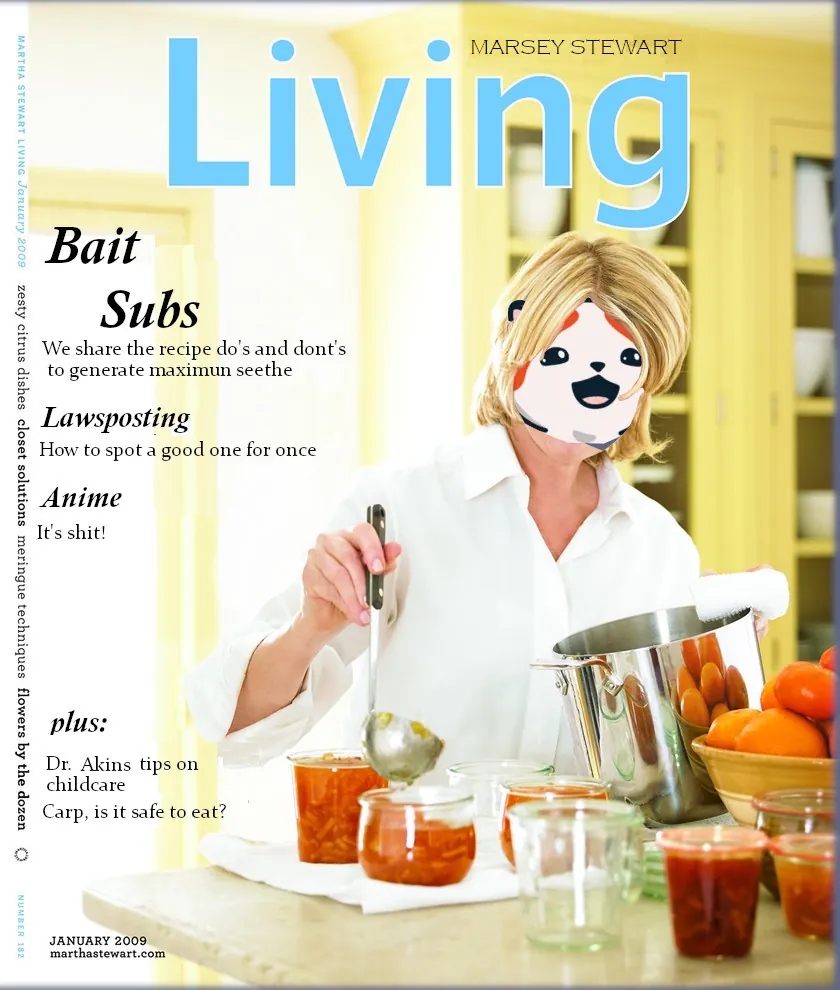 MARSEY STEWART
Living
MARTHA STEWART LIVING January 2009
zesty citrus dishes closet solutions meringue techniques flowers by the dozen
NUMBER 182
Bait
Subs
We share the recipe do's and dont's
to generate maximun seethe
Lawsposting
How to spot a good one for once
Anime
It's shit!
plus:
Dr. Akins tips on
childcare
Carp, is it safe to eat?
JANUARY 2009
marthastewart.com